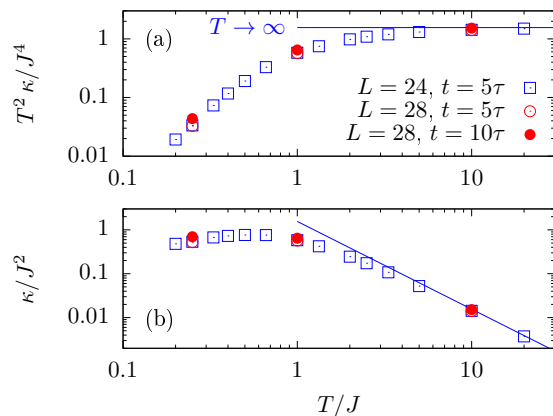 (a)
T → ∞
T² κ/J⁴
1
0.1
0.01
L = 24, t = 5τ
L = 28, t = 5τ
L = 28, t = 10τ
0.1
1
10
(b)
κ/J²
1
0.1
0.01
0.1
1
10
T/J